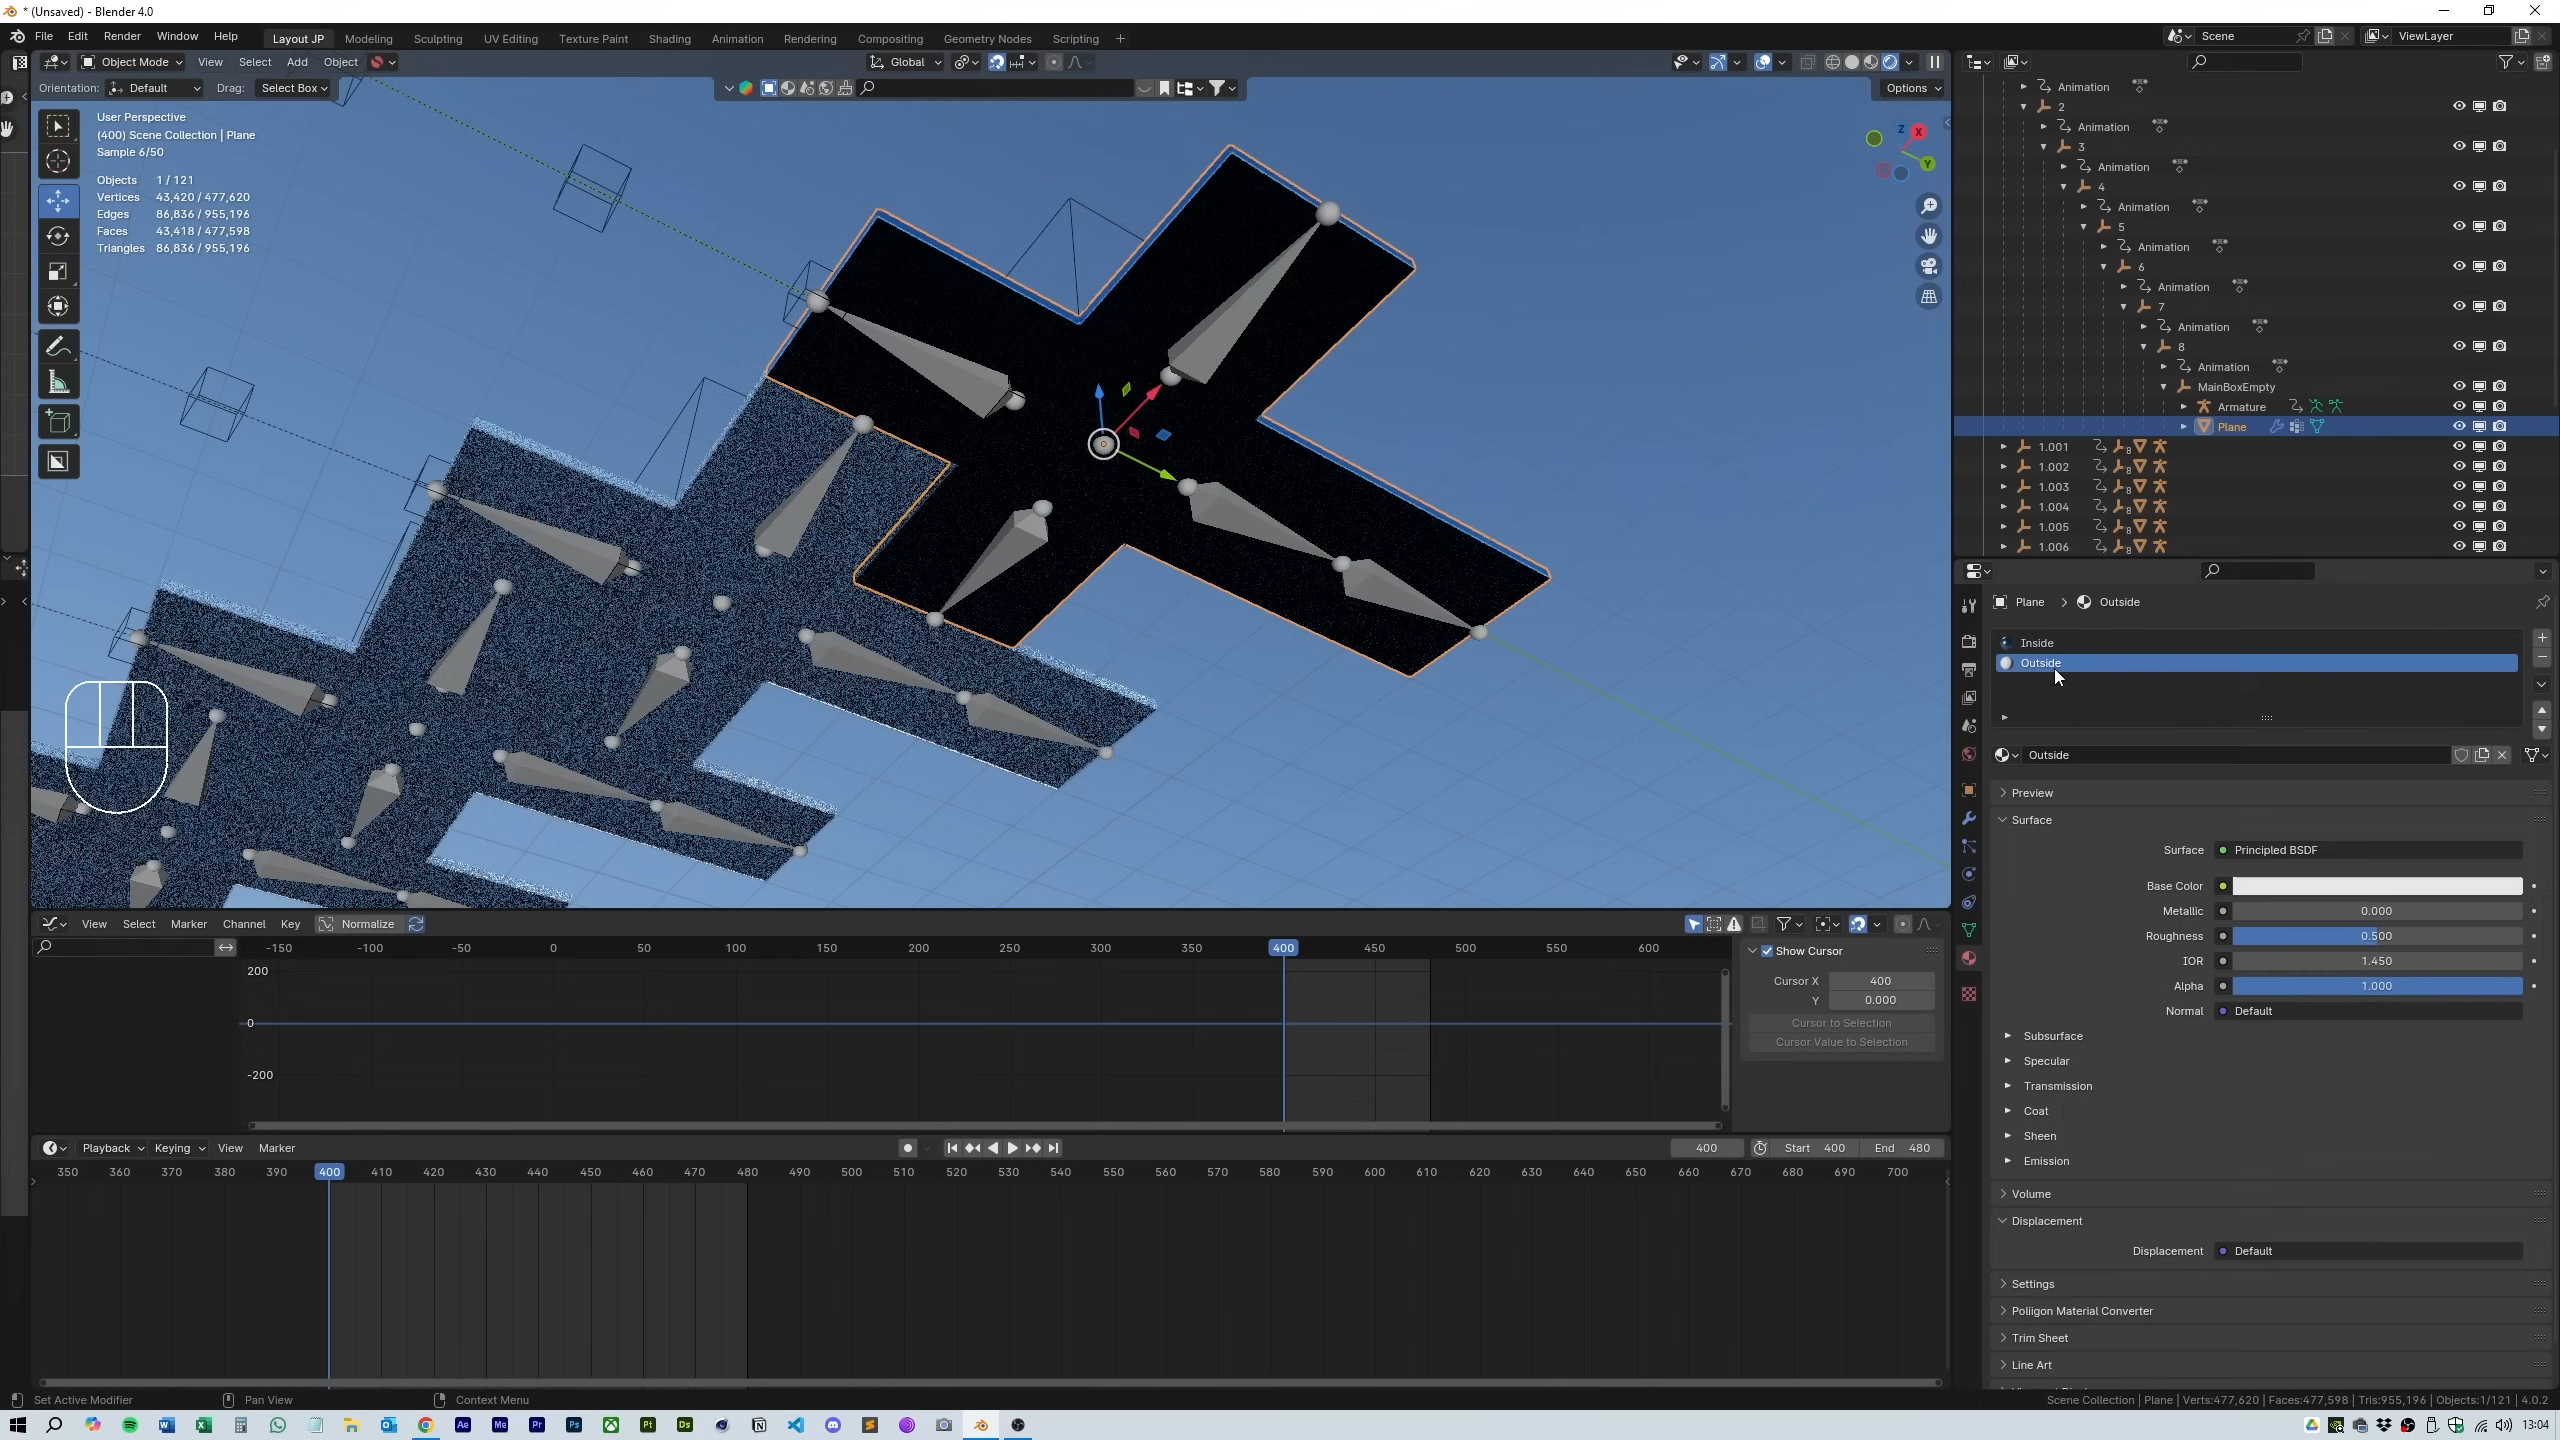 * (Unsaved) - Blender 4.0
File Edit Render Window Help Layout JP Modeling Sculpting UV Editing Texture Paint Shading Animation Rendering Compositing Geometry Nodes Scripting + Scene ViewLayer
Object Mode View Select Add Object Global
Orientation: Default Drag: Select Box Options
User Perspective
(400) Scene Collection | Plane
Sample 6/50
Objects 1 / 121
Vertices 43,420 / 477,620
Edges 86,836 / 955,196
Faces 43,418 / 477,598
Triangles 86,836 / 955,196
Z X
Y
Animation
2
Animation
3
Animation
4
Animation
5
Animation
6
Animation
7
Animation
8
Animation
MainBoxEmpty
Armature
Plane
1.001 8
1.002 8
1.003 8
1.004 8
1.005 8
1.006 8
Plane > Outside
Inside
Outside
Outside
Preview
Surface
Surface Principled BSDF
Base Color
Metallic 0.000
Roughness 0.500
IOR 1.450
Alpha 1.000
Normal Default
Subsurface
Specular
Transmission
Coat
Sheen
Emission
Volume
Displacement
Displacement Default
Settings
Poliigon Material Converter
Trim Sheet
Line Art
View Select Marker Channel Key Normalize
-150 -100 -50 0 50 100 150 200 250 300 350 400 450 500 550 600
200
0
-200
Show Cursor
Cursor X 400
Y 0.000
Cursor to Selection
Cursor Value to Selection
Playback Keying View Marker 400 Start 400 End 480
350 360 370 380 390 400 410 420 430 440 450 460 470 480 490 500 510 520 530 540 550 560 570 580 590 600 610 620 630 640 650 660 670 680 690 700
Set Active Modifier Pan View Context Menu Scene Collection | Plane | Verts:477,620 | Faces:477,598 | Tris:955,196 | Objects:1/121 | 4.0.2
Ae Me Pr Ps Pt Ds 13:04